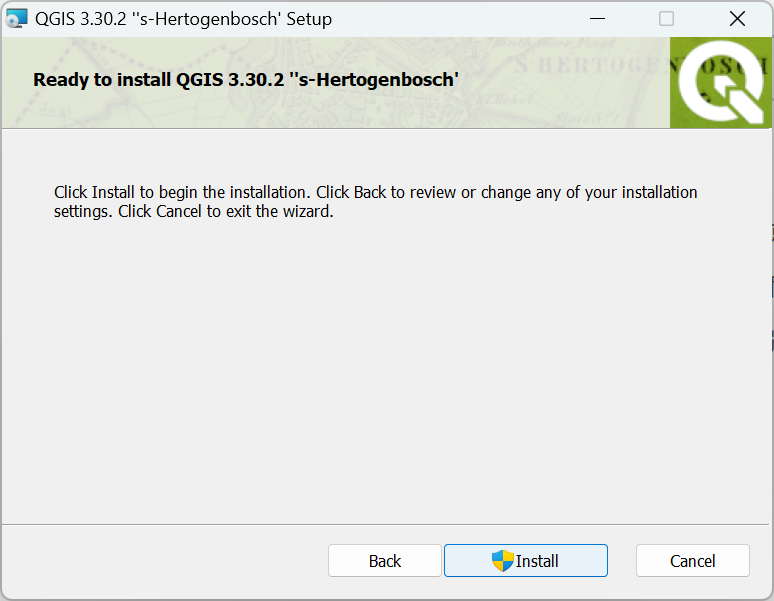 QGIS 3.30.2 ''s-Hertogenbosch' Setup
Ready to install QGIS 3.30.2 ''s-Hertogenbosch'
'S HERTOGENBOSCH
Click Install to begin the installation. Click Back to review or change any of your installation
settings. Click Cancel to exit the wizard.
Back
Install
Cancel